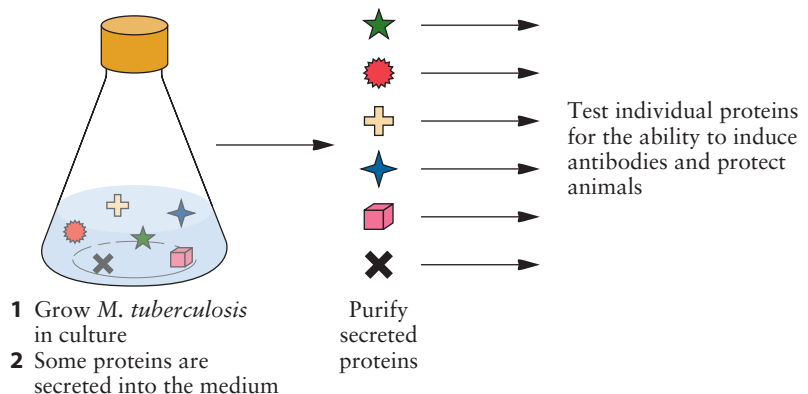 1 Grow M. tuberculosis
in culture
2 Some proteins are
secreted into the medium
Purify
secreted
proteins
Test individual proteins
for the ability to induce
antibodies and protect
animals